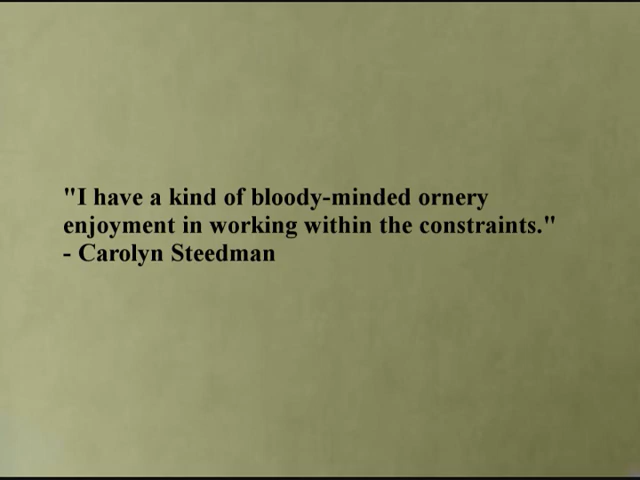 "I have a kind of bloody-minded ornery
enjoyment in working within the constraints."
- Carolyn Steedman